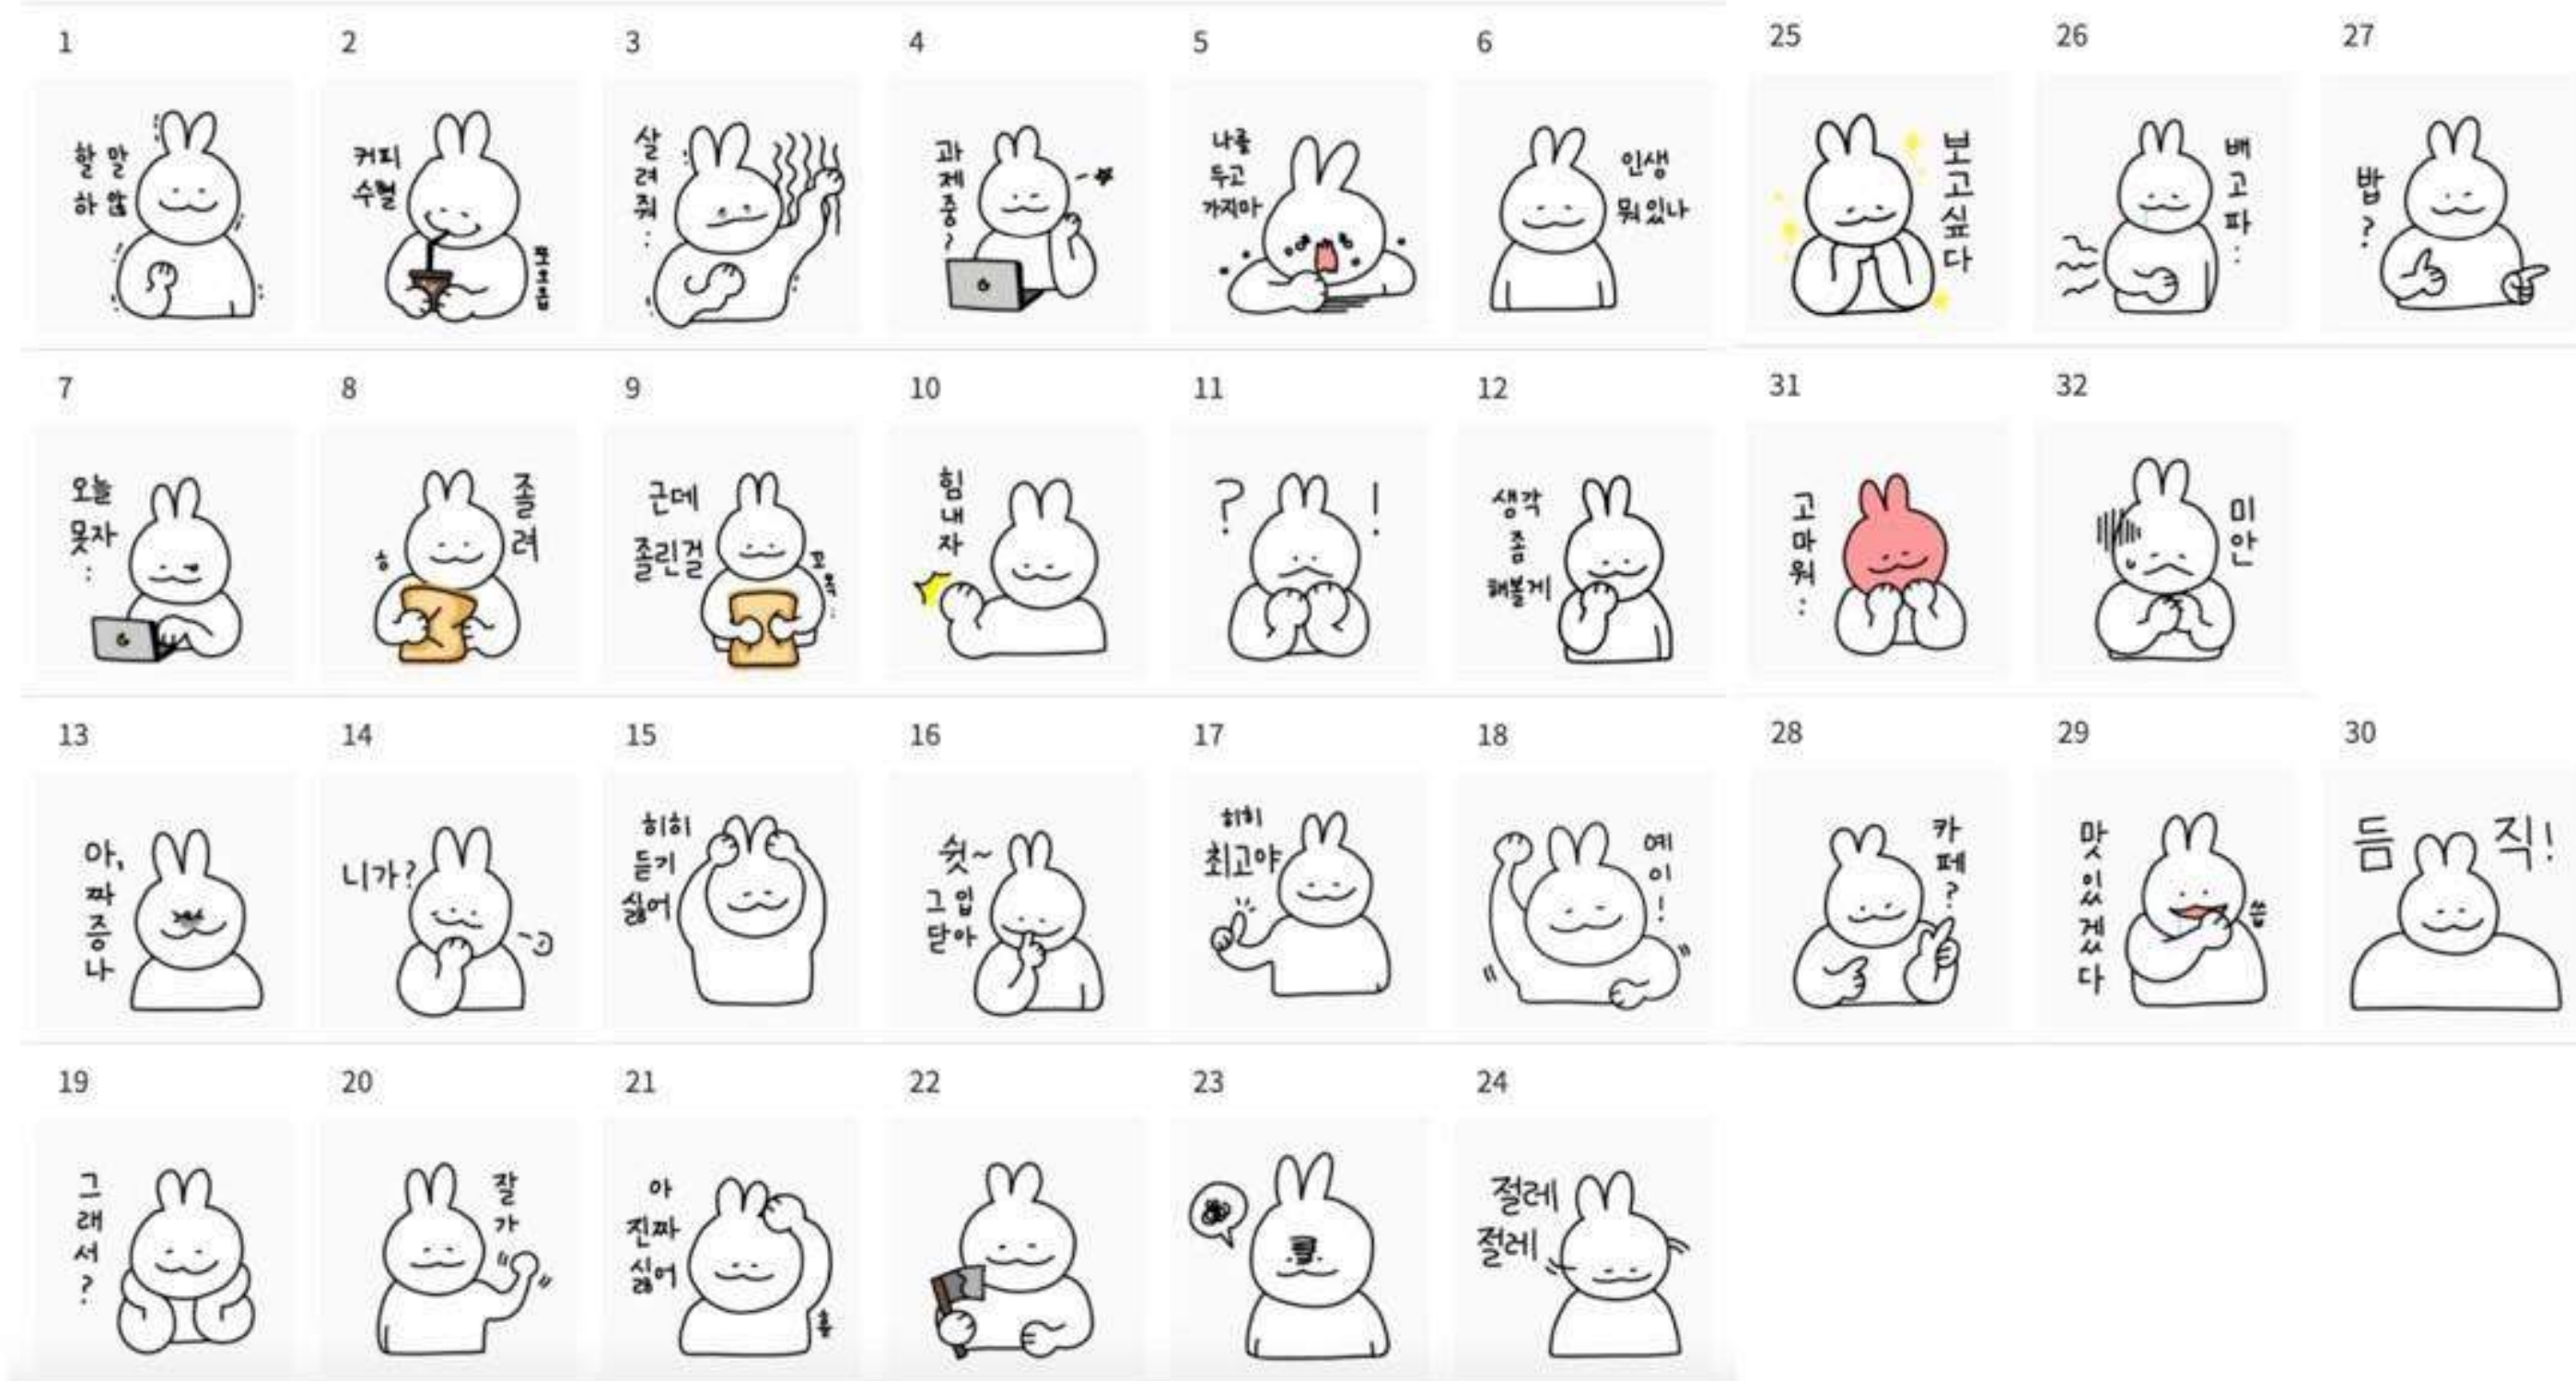 1
할 말
하 않
2
커피
수혈
쪼오옵
3
살려줘..
4
과제중?
5
나를
두고
가지마
6
인생
뭐있나
25
보고싶다
26
배고파..
27
밥?
7
오늘
못자..
8
졸려
ㅎ
9
근데
졸린걸
꼬옥..
10
힘내자
11
? !
12
생각
좀
해볼게
31
고마워..
32
미안
13
아,
짜증나
14
니가?
15
히히
듣기
싫어
16
쉿~
그 입
닫아
17
히히
최고야
18
예이!
28
카페?
29
맛있겠다
쓥
30
듬직!
19
그래서?
20
잘가
21
아
진짜
싫어
22
23
24
절레
절레